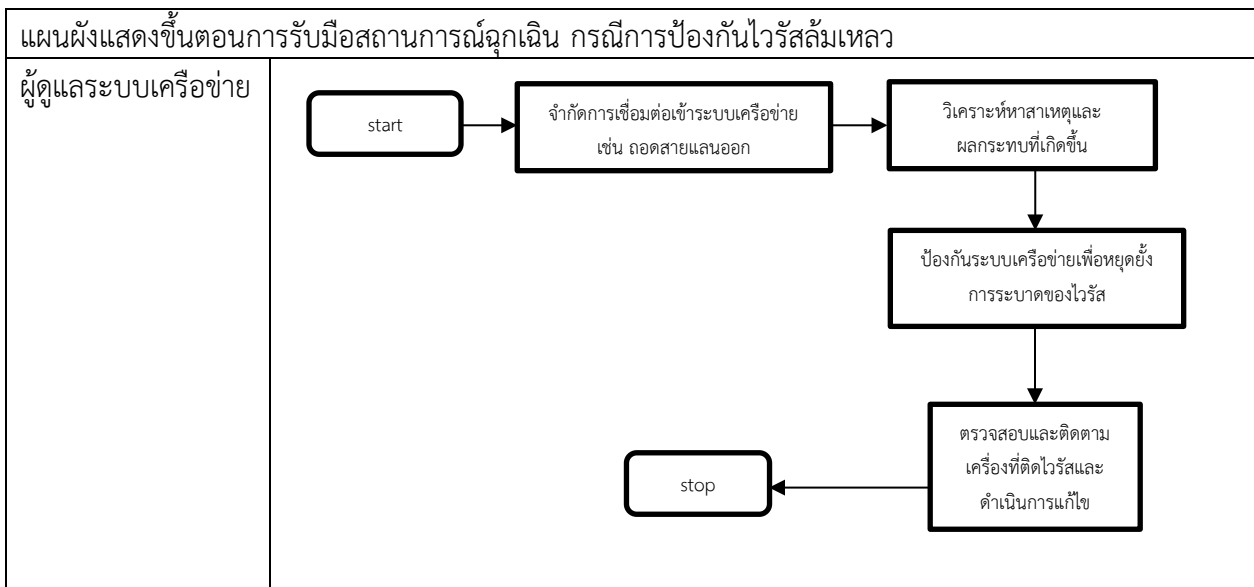 แผนผังแสดงขั้นตอนการรับมือสถานการณ์ฉุกเฉิน กรณีการป้องกันไวรัสล้มเหลว
ผู้ดูแลระบบเครือข่าย
start
จำกัดการเชื่อมต่อเข้าระบบเครือข่าย
เช่น ถอดสายแลนออก
วิเคราะห์หาสาเหตุและ
ผลกระทบที่เกิดขึ้น
ป้องกันระบบเครือข่ายเพื่อหยุดยั้ง
การระบาดของไวรัส
ตรวจสอบและติดตาม
เครื่องที่ติดไวรัสและ
ดำเนินการแก้ไข
stop